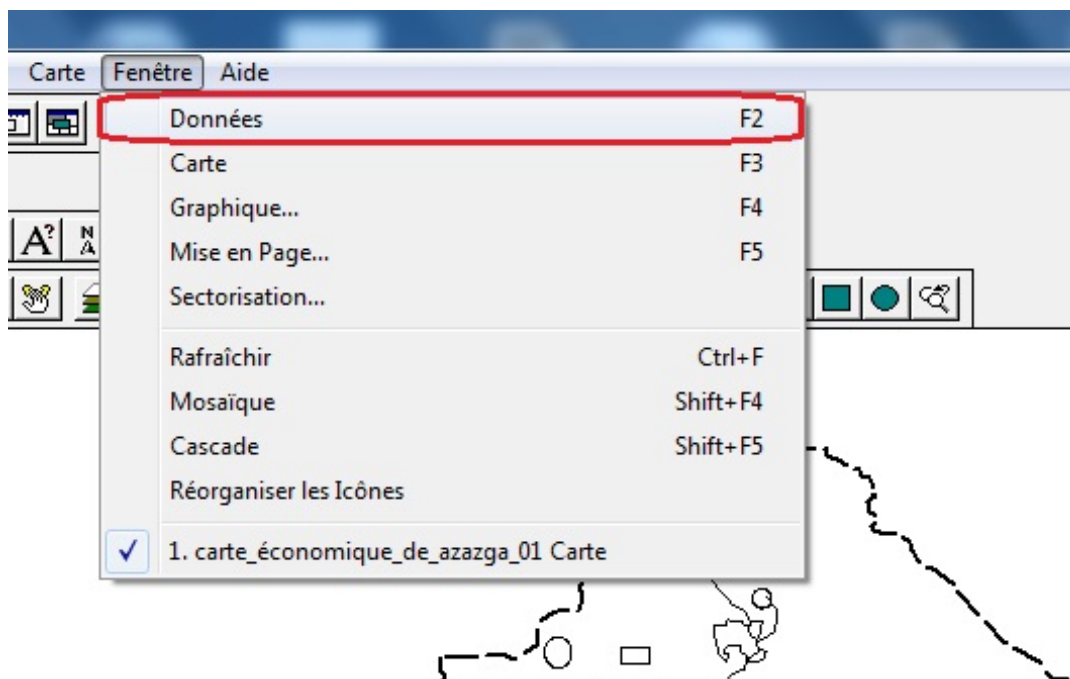 Carte Fenêtre Aide
Données F2
Carte F3
Graphique... F4
Mise en Page... F5
Sectorisation...
Rafraîchir Ctrl+F
Mosaïque Shift+F4
Cascade Shift+F5
Réorganiser les Icônes
1. carte_économique_de_azazga_01 Carte
A?
N
A